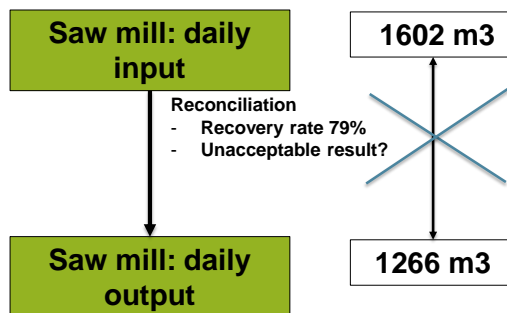 Saw mill: daily
input
1602 m3
Reconciliation
- Recovery rate 79%
- Unacceptable result?
Saw mill: daily
output
1266 m3